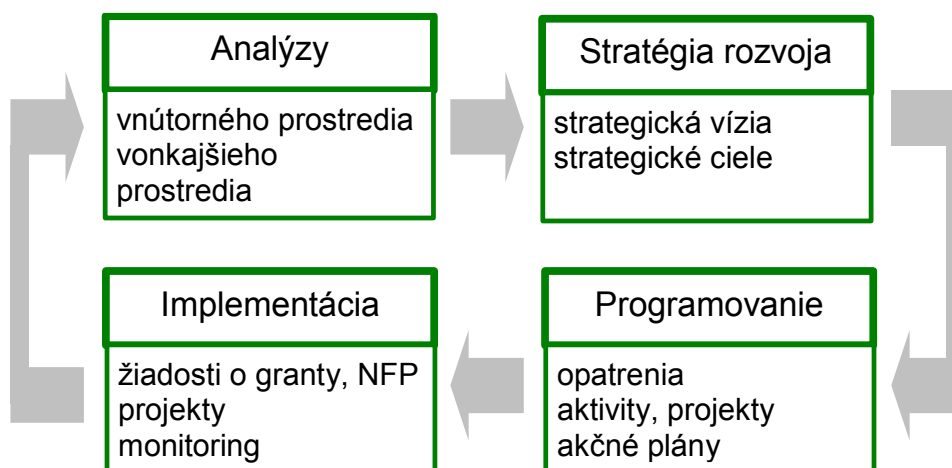 Analýzy
vnútorného prostredia
vonkajšieho
prostredia
Stratégia rozvoja
strategická vízia
strategické ciele
Implementácia
žiadosti o granty, NFP
projekty
monitoring
Programovanie
opatrenia
aktivity, projekty
akčné plány